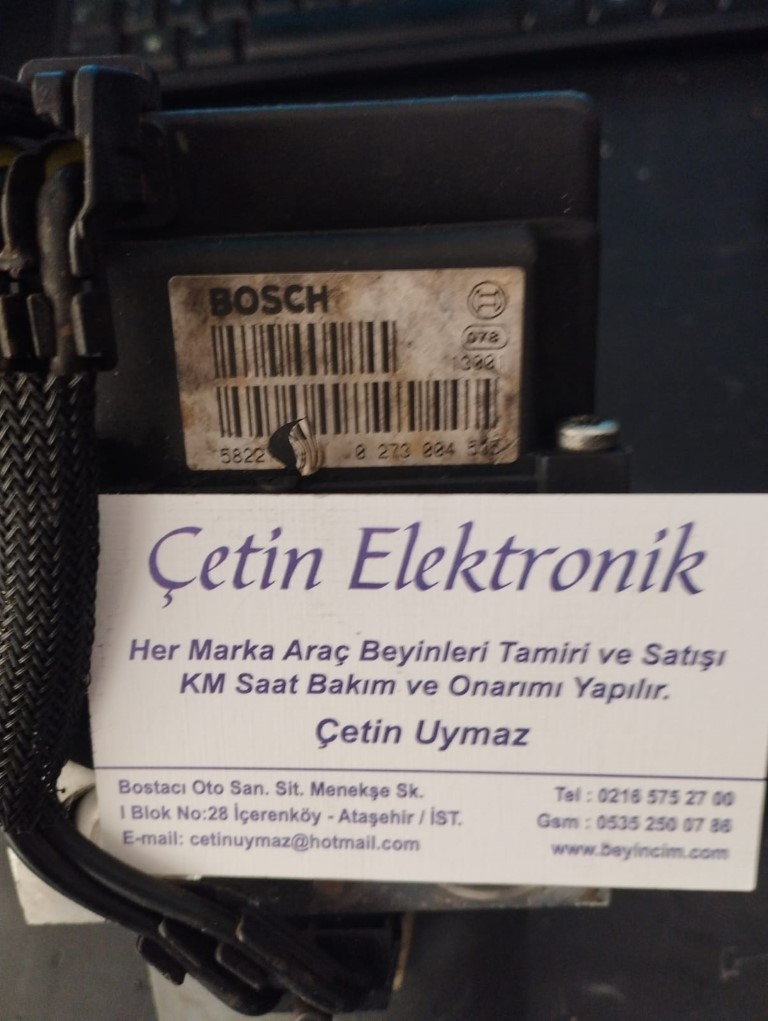 BOSCH
078
5822
0 273 004
Çetin Elektronik
Her Marka Araç Beyinleri Tamiri ve Satışı
KM Saat Bakım ve Onarımı Yapılır.
Çetin Uymaz
Bostacı Oto San. Sit. Menekşe Sk.
I Blok No:28 İçerenköy - Ataşehir / İST.
E-mail: cetinuymaz@hotmail.com
Tel : 0216 575 27 00
Gsm : 0535 250 07 86
www.beyincim.com